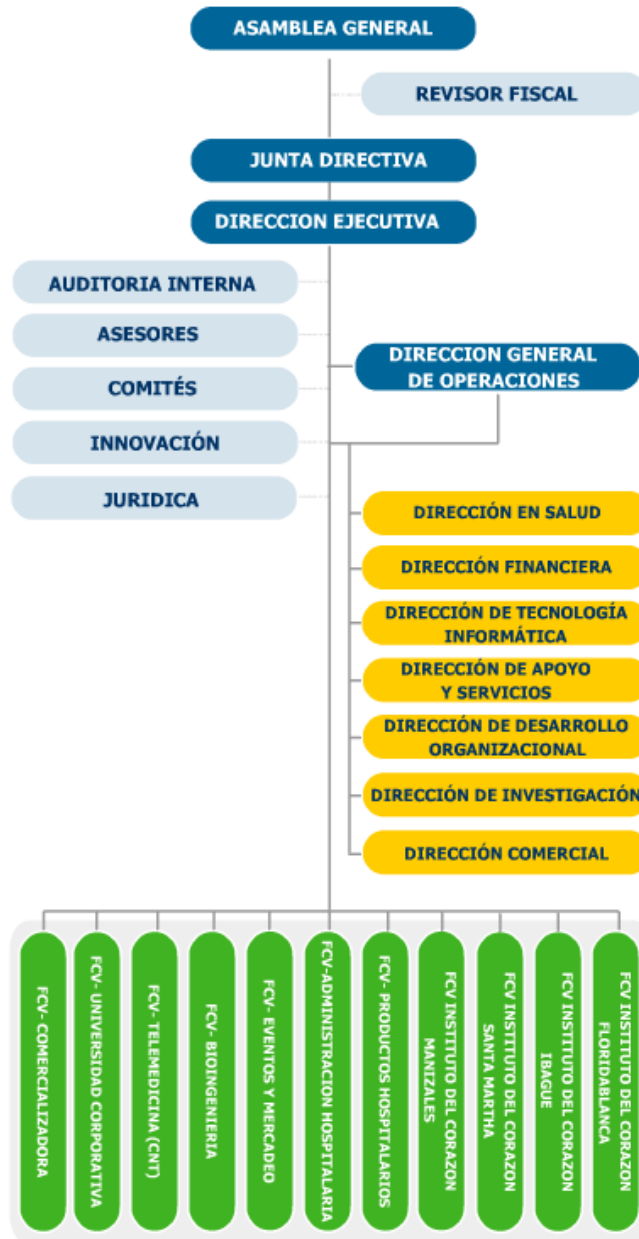 ASAMBLEA GENERAL
REVISOR FISCAL
JUNTA DIRECTIVA
DIRECCION EJECUTIVA
AUDITORIA INTERNA
ASESORES
COMITÉS
INNOVACIÓN
JURIDICA
DIRECCION GENERAL
DE OPERACIONES
DIRECCIÓN EN SALUD
DIRECCIÓN FINANCIERA
DIRECCIÓN DE TECNOLOGÍA
INFORMÁTICA
DIRECCIÓN DE APOYO
Y SERVICIOS
DIRECCIÓN DE DESARROLLO
ORGANIZACIONAL
DIRECCIÓN DE INVESTIGACIÓN
DIRECCIÓN COMERCIAL
FCV- COMERCIALIZADORA
FCV- UNIVERSIDAD CORPORATIVA
FCV- TELEMEDICINA (CNT)
FCV- BIOINGENIERIA
FCV- EVENTOS Y MERCADEO
FCV-ADMINISTRACION HOSPITALARIA
FCV- PRODUCTOS HOSPITALARIOS
FCV INSTITUTO DEL CORAZON
MANIZALES
FCV INSTITUTO DEL CORAZON
SANTA MARTHA
FCV INSTITUTO DEL CORAZON
IBAGUE
FCV INSTITUTO DEL CORAZON
FLORIDABLANCA